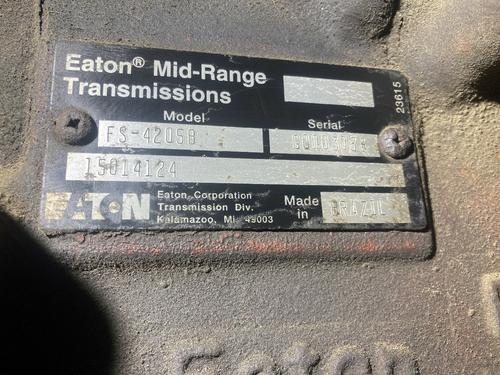 Eaton® Mid-Range
Transmissions
23615
Model Serial
FS-4205B
15014124
EATON
Eaton Corporation
Transmission Div.
Kalamazoo, MI 49003
Made in BRAZIL
Eaton